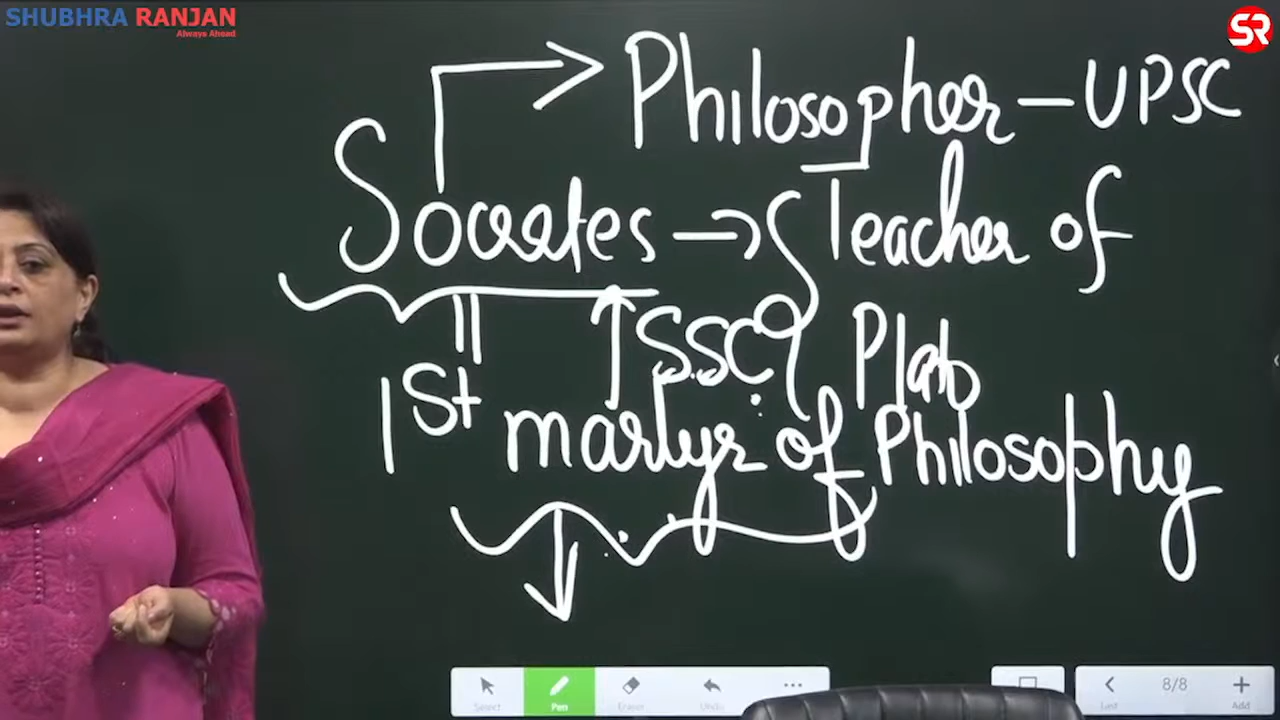 SHUBHRA RANJAN
Always Ahead
SR
Philosopher - UPSC
Socrates → Teacher of
SSC Plato
1st martyr of Philosophy
Select Pen Eraser Undo
8/8
Last Add